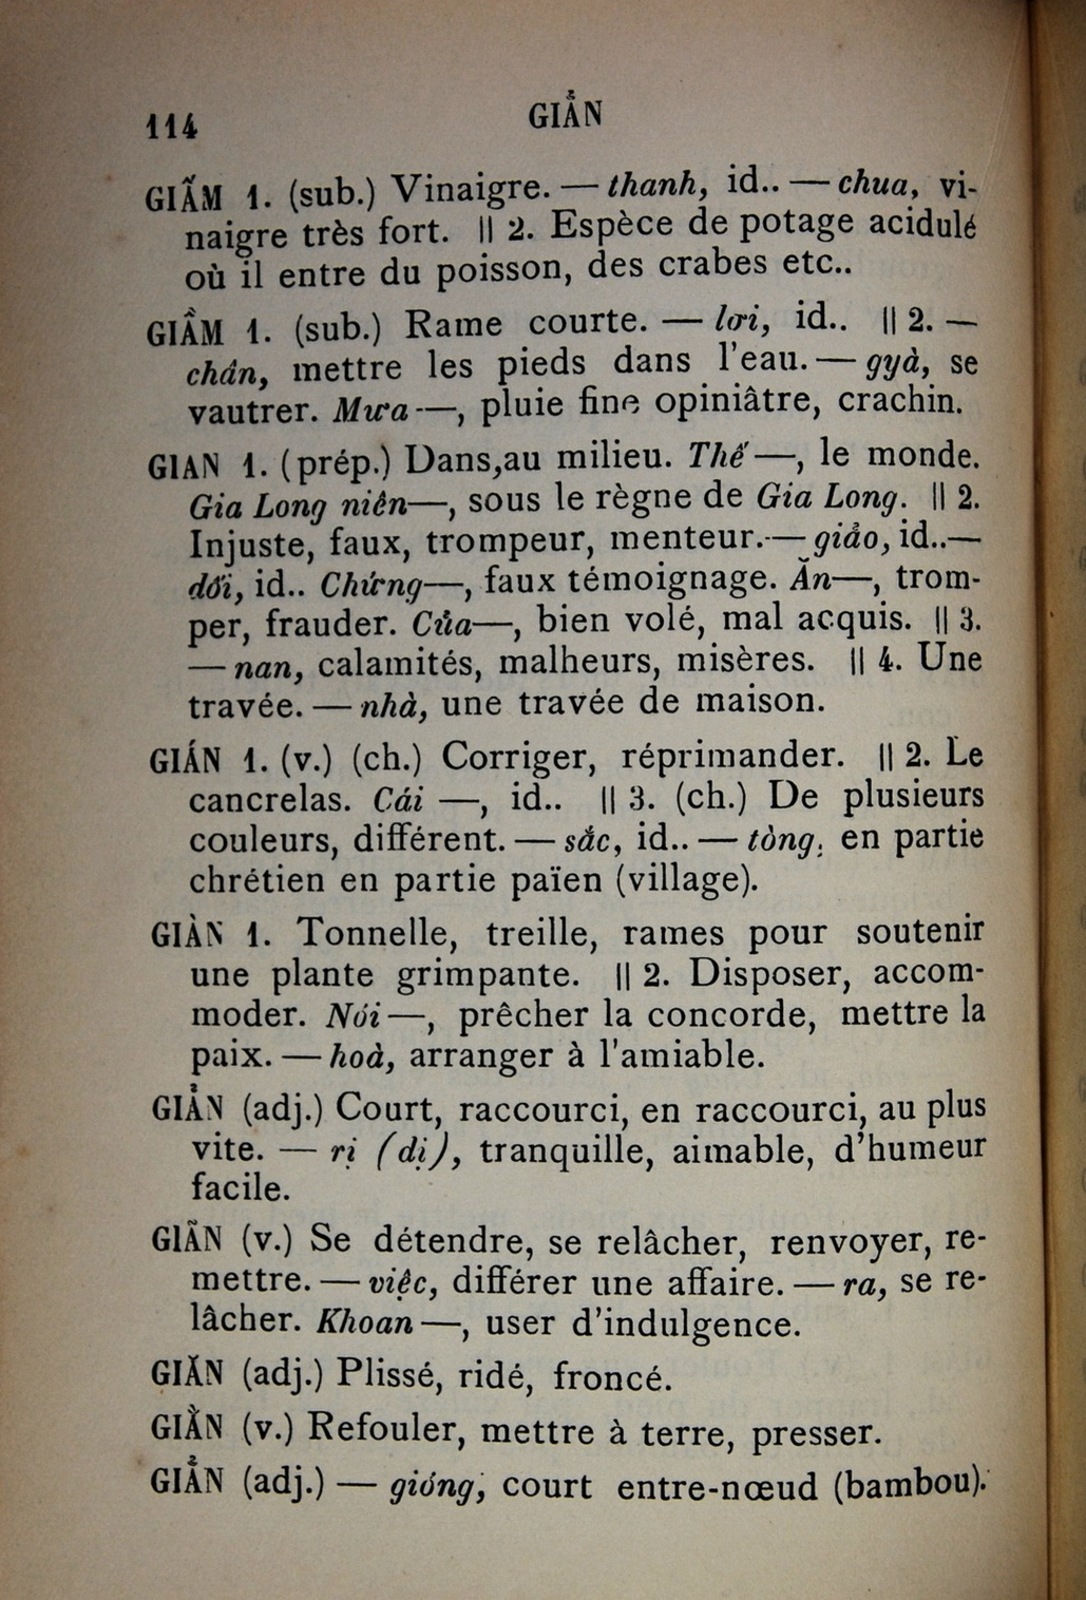 114
GIẲN
GIẤM 1. (sub.) Vinaigre. — thanh, id.. — chua, vi-
naigre très fort. || 2. Espèce de potage acidulé
où il entre du poisson, des crabes etc..
GIẦM 1. (sub.) Rame courte. — lơi, id.. || 2. —
chân, mettre les pieds dans l'eau. — gyà, se
vautrer. Mưa —, pluie fine opiniâtre, crachin.
GIAN 1. (prép.) Dans, au milieu. Thế —, le monde.
Gia Long niên —, sous le règne de Gia Long. || 2.
Injuste, faux, trompeur, menteur. — giảo, id.. —
dối, id.. Chứng —, faux témoignage. Ăn —, trom-
per, frauder. Của —, bien volé, mal acquis. || 3.
— nan, calamités, malheurs, misères. || 4. Une
travée. — nhà, une travée de maison.
GIÁN 1. (v.) (ch.) Corriger, réprimander. || 2. Le
cancrelas. Cái —, id.. || 3. (ch.) De plusieurs
couleurs, différent. — sắc, id.. — tòng, en partie
chrétien en partie païen (village).
GIÀN 1. Tonnelle, treille, rames pour soutenir
une plante grimpante. || 2. Disposer, accom-
moder. Nói —, prêcher la concorde, mettre la
paix. — hoà, arranger à l'amiable.
GIẢN (adj.) Court, raccourci, en raccourci, au plus
vite. — rị (dị), tranquille, aimable, d'humeur
facile.
GIÃN (v.) Se détendre, se relâcher, renvoyer, re-
mettre. — việc, différer une affaire. — ra, se re-
lâcher. Khoan —, user d'indulgence.
GIĂN (adj.) Plissé, ridé, froncé.
GIẰN (v.) Refouler, mettre à terre, presser.
GIẲN (adj.) — gióng, court entre-nœud (bambou).